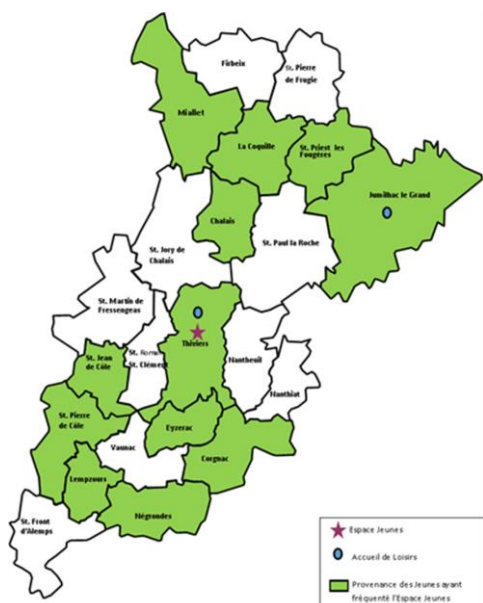 Firbeix
St. Pierre
de Frugie
Mialet
La Coquille
St. Priest les
Fougères
Jumilhac le Grand
Chalais
St. Jory de
Chalais
St. Paul la Roche
St. Martin de
Fressengeas
Thiviers
St. Romain
St. Clément
Nantheuil
Nanthiat
St. Jean
de Côle
St. Pierre
de Côle
Eyzerac
Vaunac
Corgnac
Lempzours
Négrondes
St. Front
d'Alemps
Espace Jeunes
Accueil de Loisirs
Provenance des Jeunes ayant
fréquenté l'Espace Jeunes